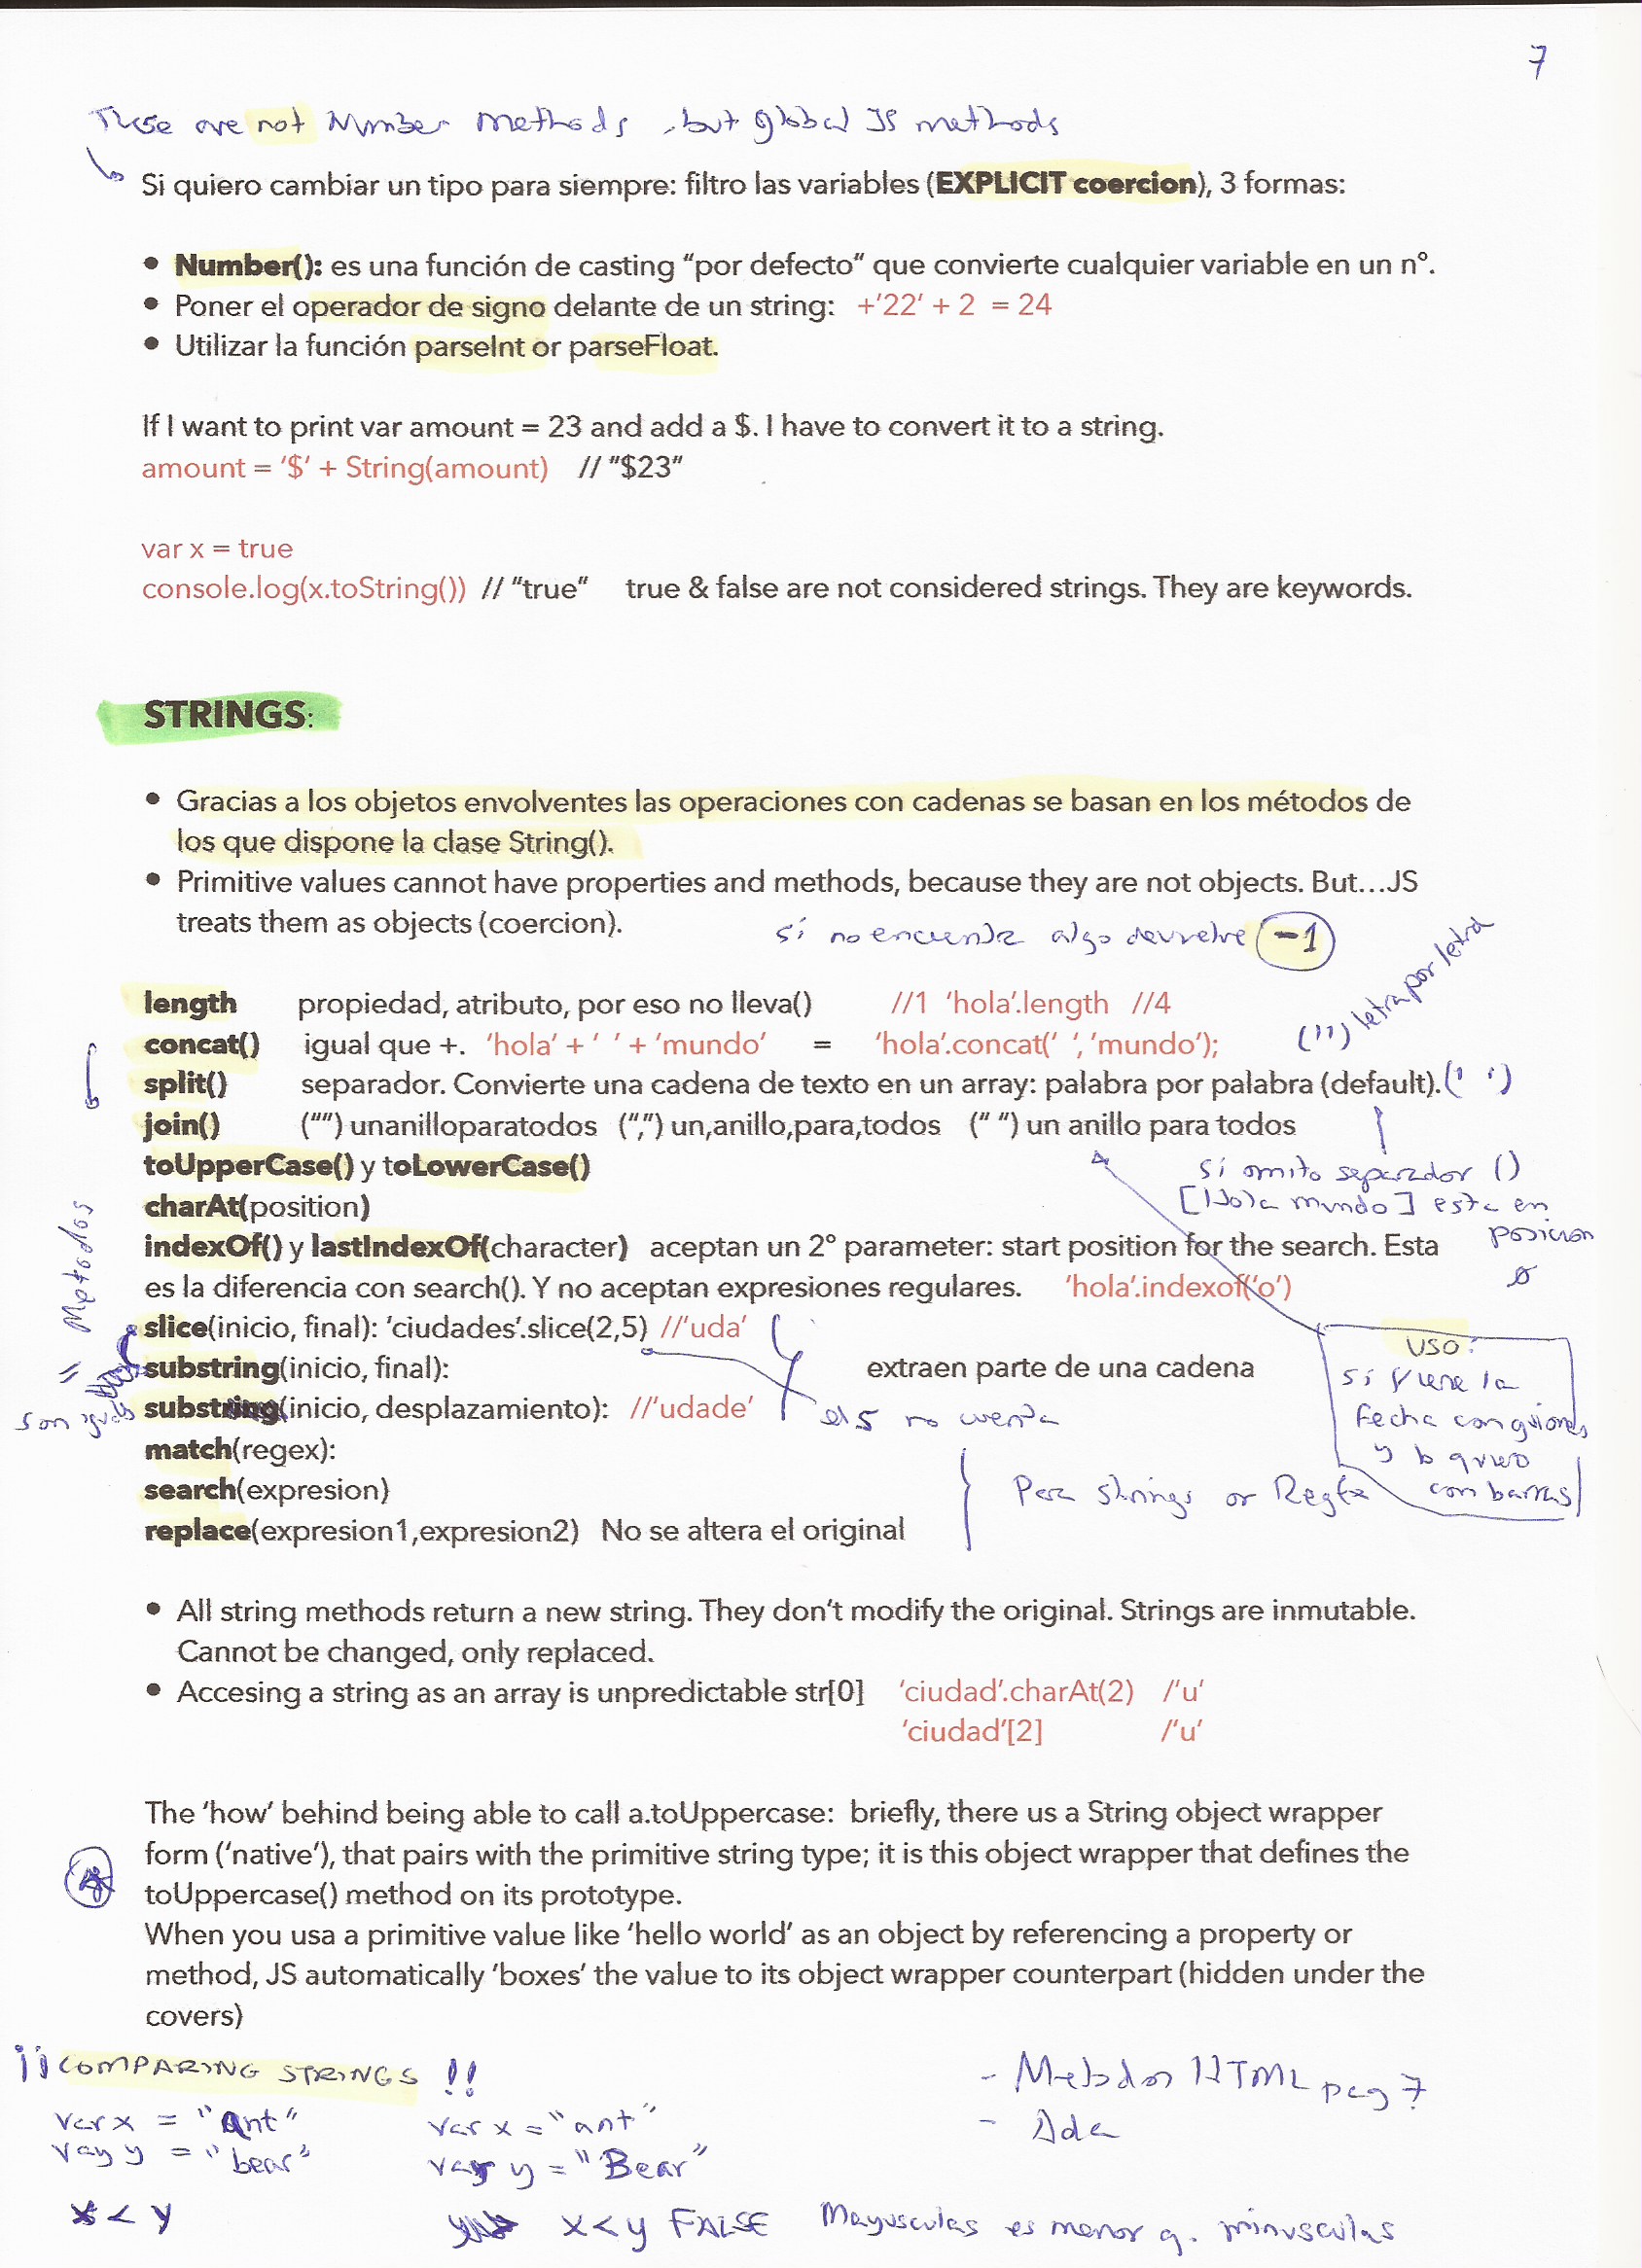 7
These are not Number methods, but global JS methods
Si quiero cambiar un tipo para siempre: filtro las variables (EXPLICIT coercion), 3 formas:
• Number(): es una función de casting “por defecto” que convierte cualquier variable en un n°.
• Poner el operador de signo delante de un string: +’22’ + 2 = 24
• Utilizar la función parseInt or parseFloat.
If I want to print var amount = 23 and add a $. I have to convert it to a string.
amount = ‘$’ + String(amount) // “$23”
var x = true
console.log(x.toString()) // “true” true & false are not considered strings. They are keywords.
STRINGS:
• Gracias a los objetos envolventes las operaciones con cadenas se basan en los métodos de
los que dispone la clase String().
• Primitive values cannot have properties and methods, because they are not objects. But...JS
treats them as objects (coercion).
si no encuentra algo devuelve -1
length propiedad, atributo, por eso no lleva() //1 ‘hola’.length //4
('') letra por letra
concat() igual que +. ‘hola’ + ‘ ’ + ‘mundo’ = ‘hola’.concat(‘ ‘, ‘mundo’);
split() separador. Convierte una cadena de texto en un array: palabra por palabra (default). (' ')
join() (“”) unanilloparatodos (“,”) un,anillo,para,todos (“ “) un anillo para todos
toUpperCase() y toLowerCase()
si omito separador ()
[Hola mundo] esta en
posicion
0
charAt(position)
indexOf() y lastIndexOf(character) aceptan un 2° parameter: start position for the search. Esta
es la diferencia con search(). Y no aceptan expresiones regulares. ‘hola’.indexof(‘o’)
= Metodos
slice(inicio, final): ‘ciudades’.slice(2,5) //’uda’
substring(inicio, final): extraen parte de una cadena
son iguales
substr(inicio, desplazamiento): //’udade’
el 5 no cuenta
USO:
si viene la
fecha con guiones
y lo quiero
con barras
match(regex):
search(expresion)
Para strings or Regex
replace(expresion1,expresion2) No se altera el original
• All string methods return a new string. They don’t modify the original. Strings are inmutable.
Cannot be changed, only replaced.
• Accesing a string as an array is unpredictable str[0] ‘ciudad’.charAt(2) /’u’
‘ciudad’[2] /’u’
The ‘how’ behind being able to call a.toUppercase: briefly, there us a String object wrapper
form (‘native’), that pairs with the primitive string type; it is this object wrapper that defines the
toUppercase() method on its prototype.
When you usa a primitive value like ‘hello world’ as an object by referencing a property or
method, JS automatically ‘boxes’ the value to its object wrapper counterpart (hidden under the
covers)
¡¡COMPARING STRINGS !!
var x = "ant"
var y = "bear"
x < y
var x = "ant"
var y = "Bear"
x < y FALSE Mayusculas es menor q. minusculas
- Metodos HTML pag 7
- Ada